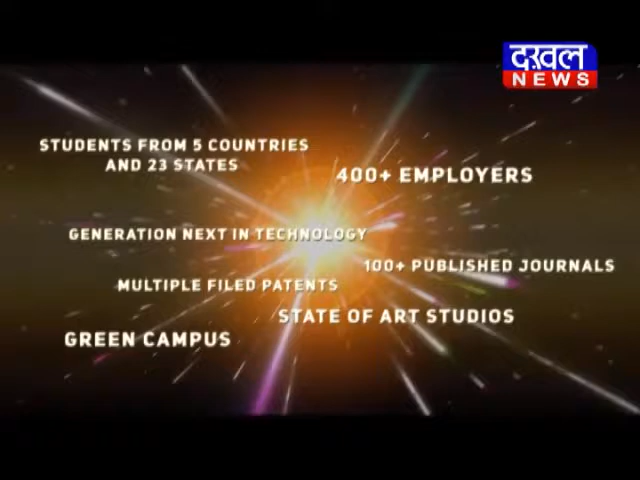 दख़ल
NEWS
STUDENTS FROM 5 COUNTRIES
AND 23 STATES
400+ EMPLOYERS
GENERATION NEXT IN TECHNOLOGY
100+ PUBLISHED JOURNALS
MULTIPLE FILED PATENTS
STATE OF ART STUDIOS
GREEN CAMPUS